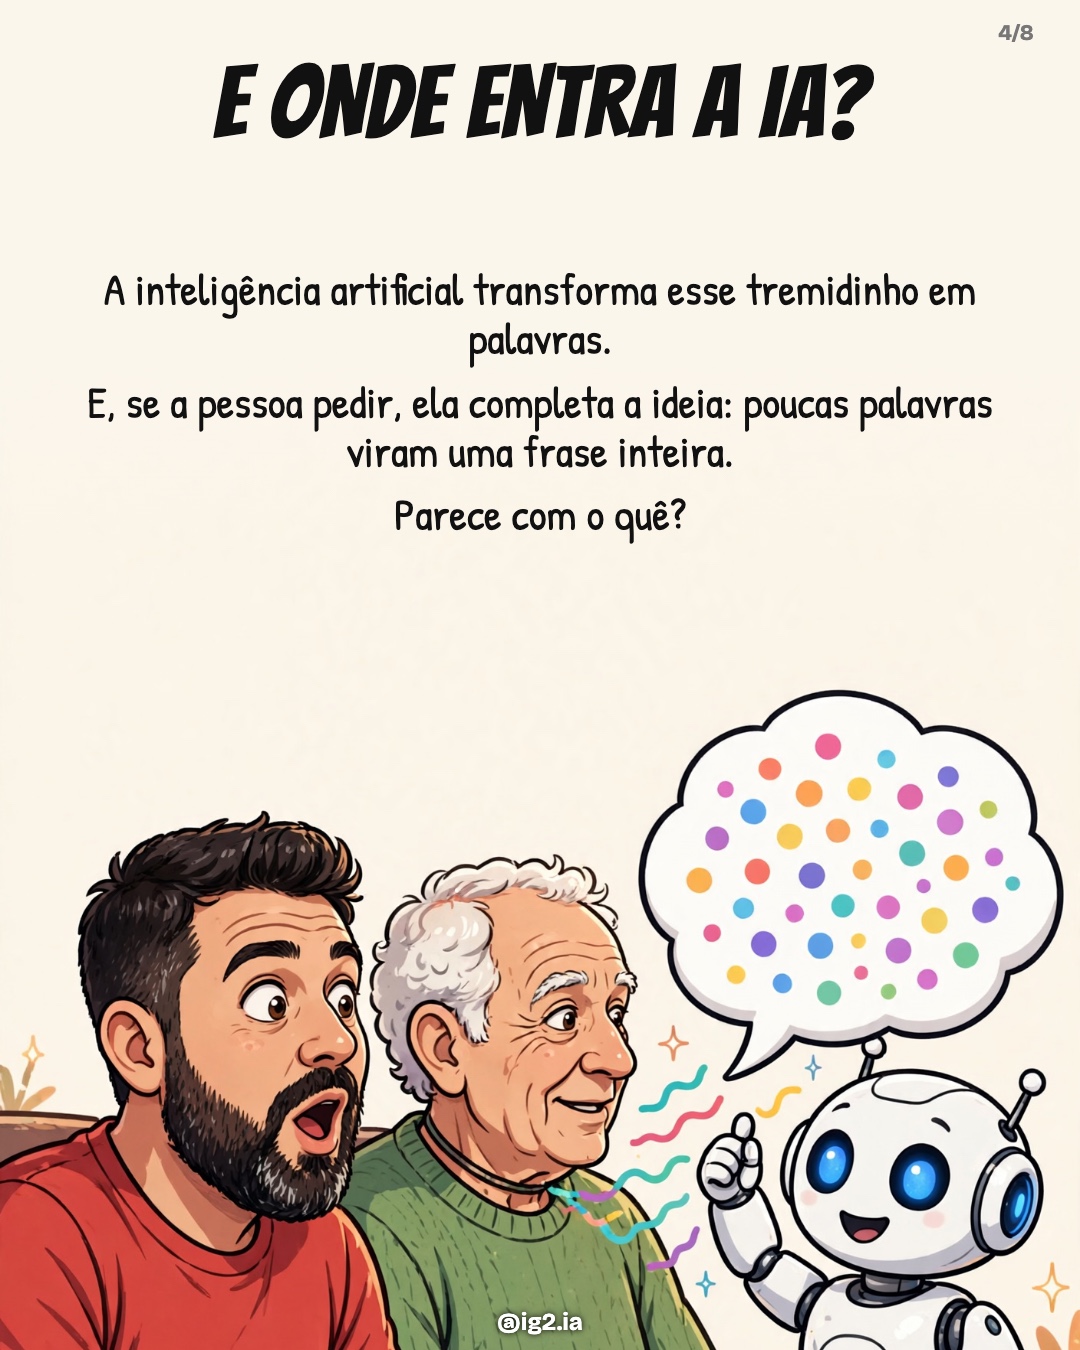 4/8
E ONDE ENTRA A IA?
A inteligência artificial transforma esse tremidinho em
palavras.
E, se a pessoa pedir, ela completa a ideia: poucas palavras
viram uma frase inteira.
Parece com o quê?
@ig2.ia